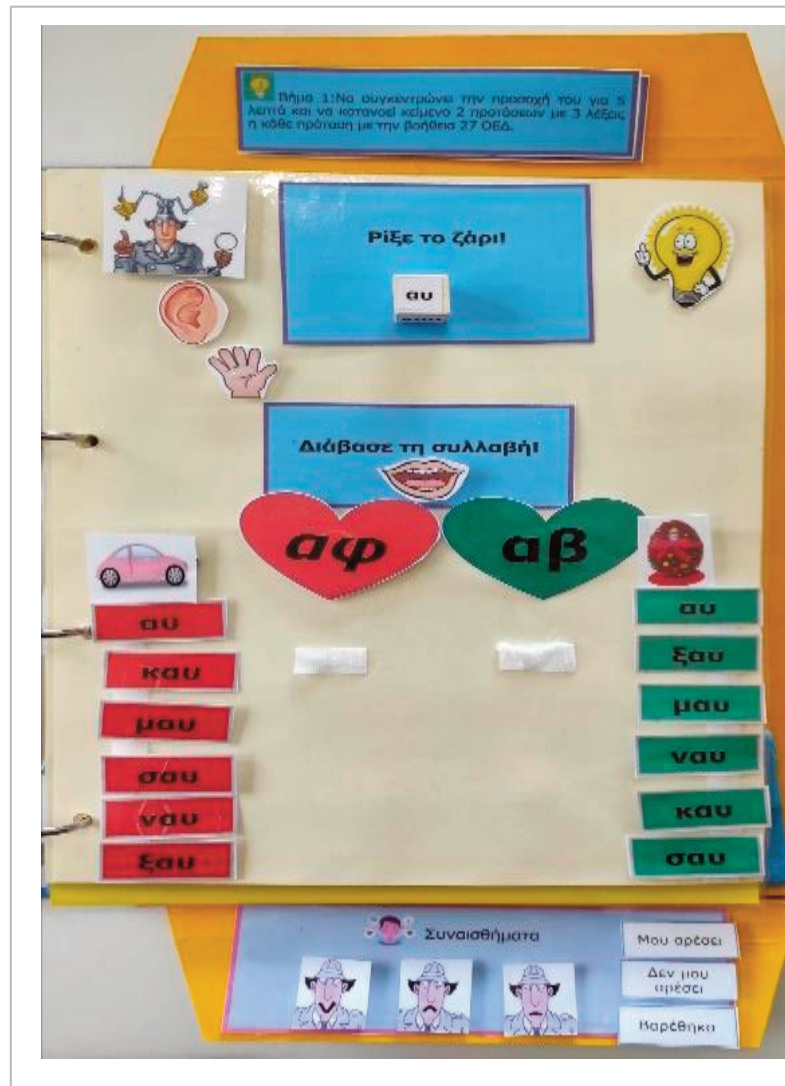 Βήμα 1:Να συγκεντρώνει την προσοχή του για 5
λεπτά και να κατανοεί κείμενο 2 προτάσεων με 3 λέξεις
η κάθε πρόταση με την βοήθεια 27 ΟΕΔ.
Ρίξε το ζάρι!
αυ
Διάβασε τη συλλαβή!
αφ
αβ
αυ
καυ
μαυ
σαυ
ναυ
ξαυ
αυ
ξαυ
μαυ
ναυ
καυ
σαυ
Συναισθήματα
Μου αρέσει
Δεν μου
αρέσει
Βαρέθηκα